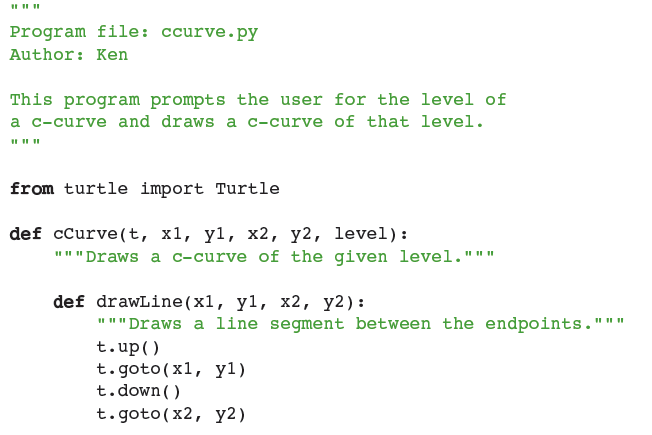 """
Program file: ccurve.py
Author: Ken

This program prompts the user for the level of
a c-curve and draws a c-curve of that level.
"""

from turtle import Turtle

def cCurve(t, x1, y1, x2, y2, level):
    """Draws a c-curve of the given level."""

    def drawLine(x1, y1, x2, y2):
        """Draws a line segment between the endpoints."""
        t.up()
        t.goto(x1, y1)
        t.down()
        t.goto(x2, y2)